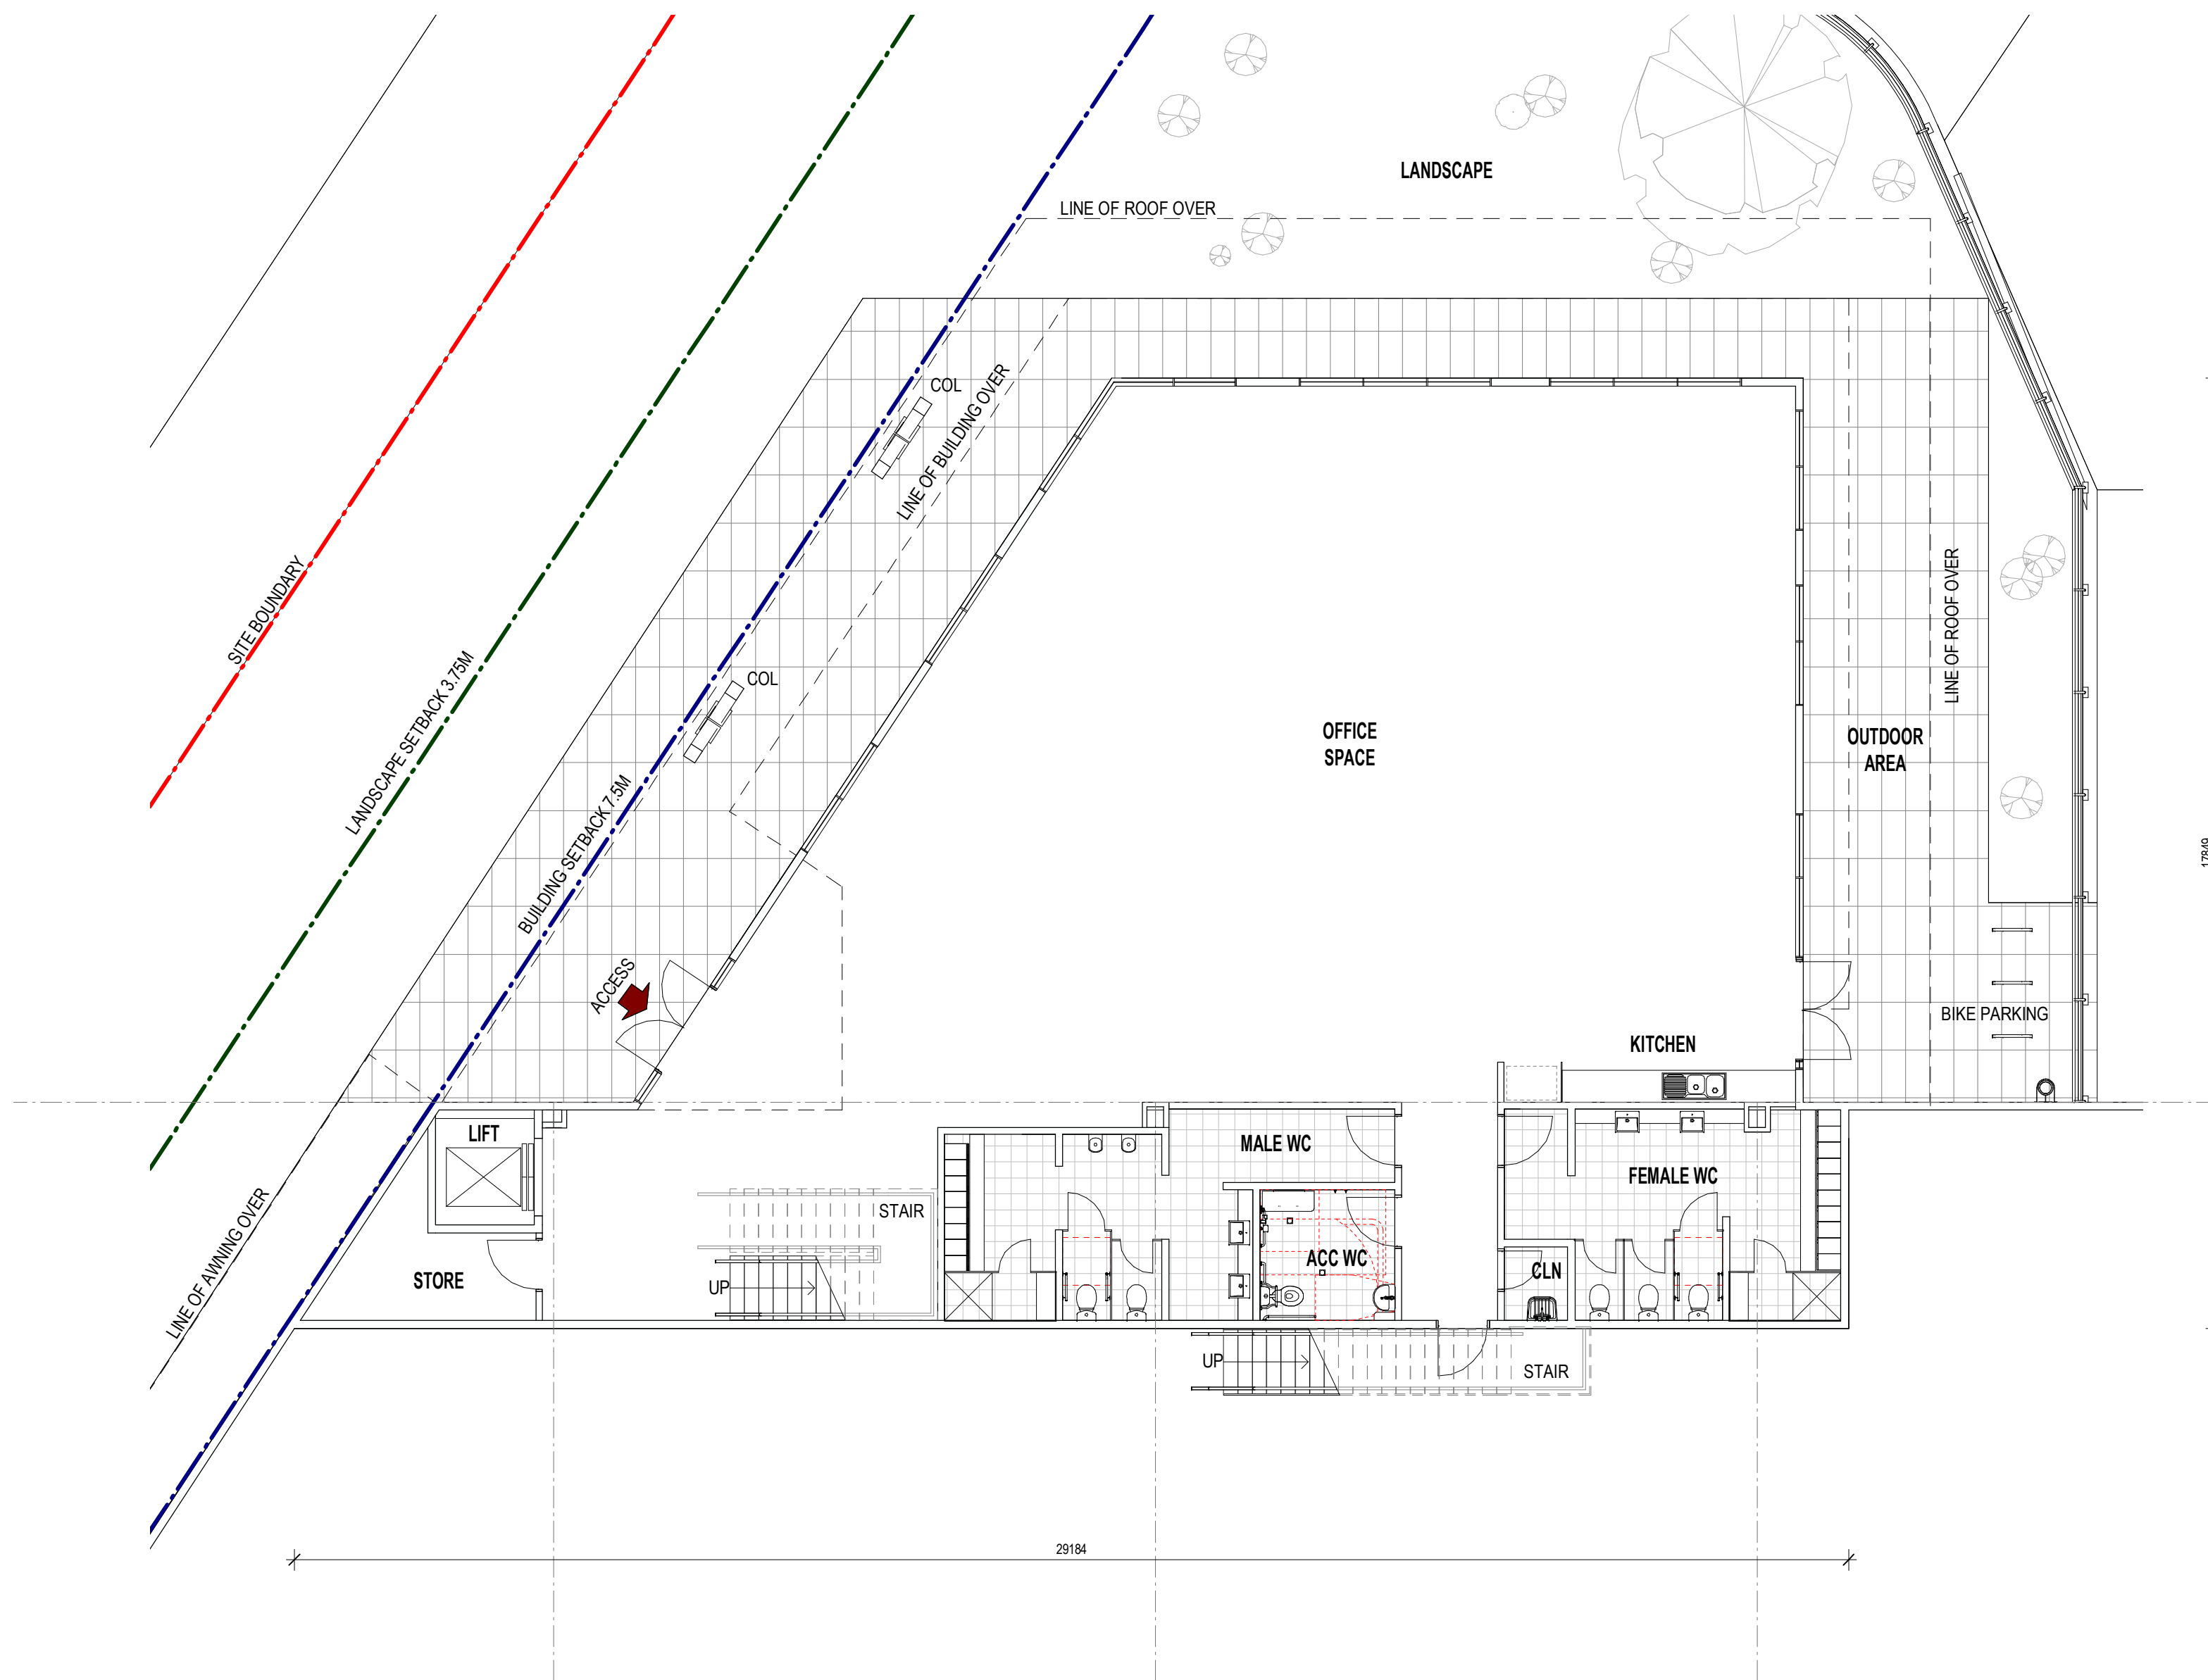 LANDSCAPE
LINE OF ROOF OVER
COL
LINE OF BUILDING OVER
SITE BOUNDARY
LANDSCAPE SETBACK 3.75M
COL
BUILDING SETBACK 7.5M
OFFICE
SPACE
LINE OF ROOF OVER
OUTDOOR
AREA
17849
ACCESS
BIKE PARKING
KITCHEN
LIFT
MALE WC
FEMALE WC
LINE OF AWNING OVER
STAIR
STORE
UP
ACC WC
CLN
UP
STAIR
29184